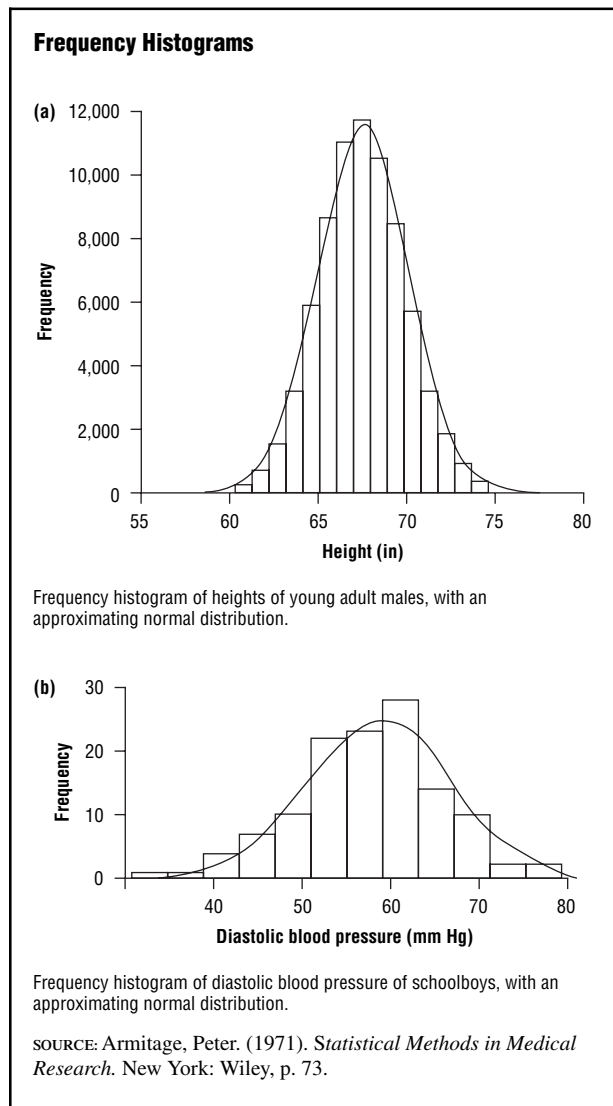 Frequency Histograms
(a)
12,000
10,000
8,000
6,000
4,000
2,000
0
Frequency
55 60 65 70 75 80
Height (in)
Frequency histogram of heights of young adult males, with an
approximating normal distribution.
(b)
30
20
10
0
Frequency
40 50 60 70 80
Diastolic blood pressure (mm Hg)
Frequency histogram of diastolic blood pressure of schoolboys, with an
approximating normal distribution.
SOURCE: Armitage, Peter. (1971). Statistical Methods in Medical
Research. New York: Wiley, p. 73.